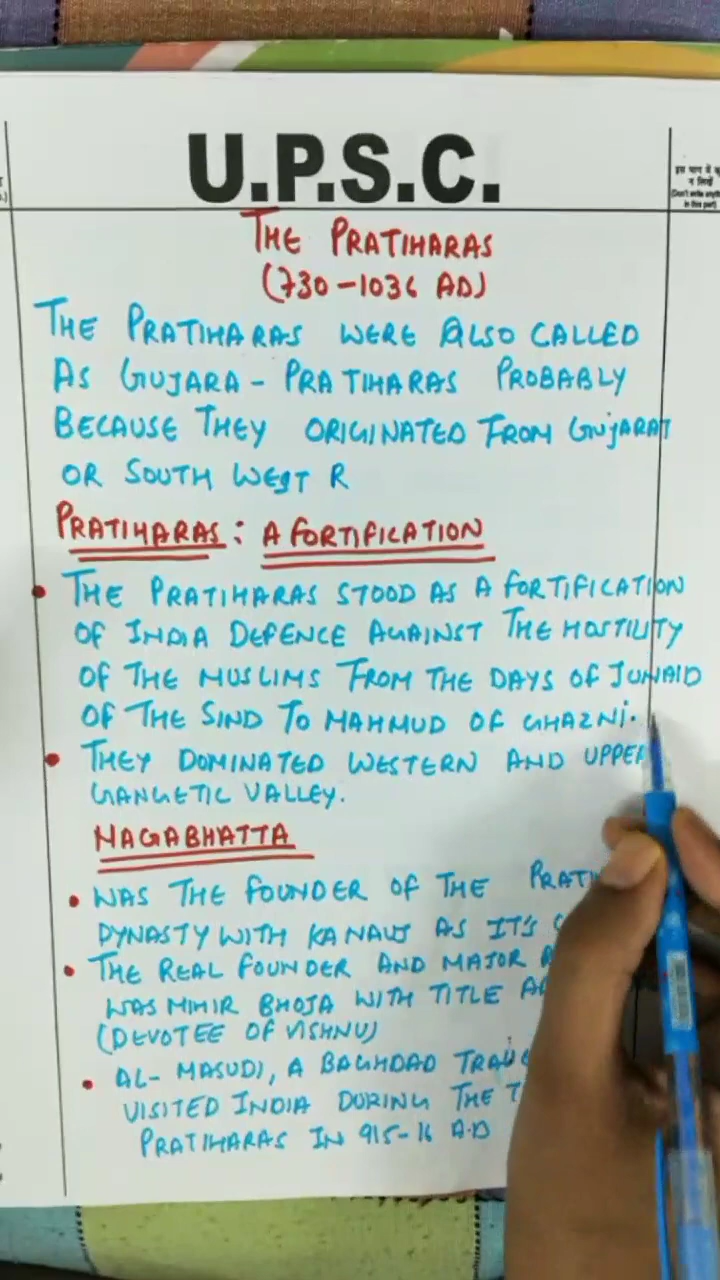 U.P.S.C.
THE PRATIHARAS
(730-1036 AD)
THE PRATIHARAS WERE ALSO CALLED
AS GUJARA - PRATIHARAS PROBABLY
BECAUSE THEY ORIGINATED FROM GUJARAT
OR SOUTH WEST R
PRATIHARAS : A FORTIFICATION
• THE PRATIHARAS STOOD AS A FORTIFICATION
OF INDIA DEFENCE AGAINST THE HOSTILITY
OF THE MUSLIMS FROM THE DAYS OF JUNAID
OF THE SIND TO MAHMUD OF GHAZNI.
• THEY DOMINATED WESTERN AND UPPER
GANGETIC VALLEY.
NAGABHATTA
• WAS THE FOUNDER OF THE
DYNASTY WITH KANAUJ AS IT'S
• THE REAL FOUNDER AND MAJOR
WAS MIHIR BHOJA WITH TITLE
(DEVOTEE OF VISHNU)
• AL- MASUDI, A BAGHDAD
VISITED INDIA DURING THE
PRATIHARAS IN 915-16 A.D